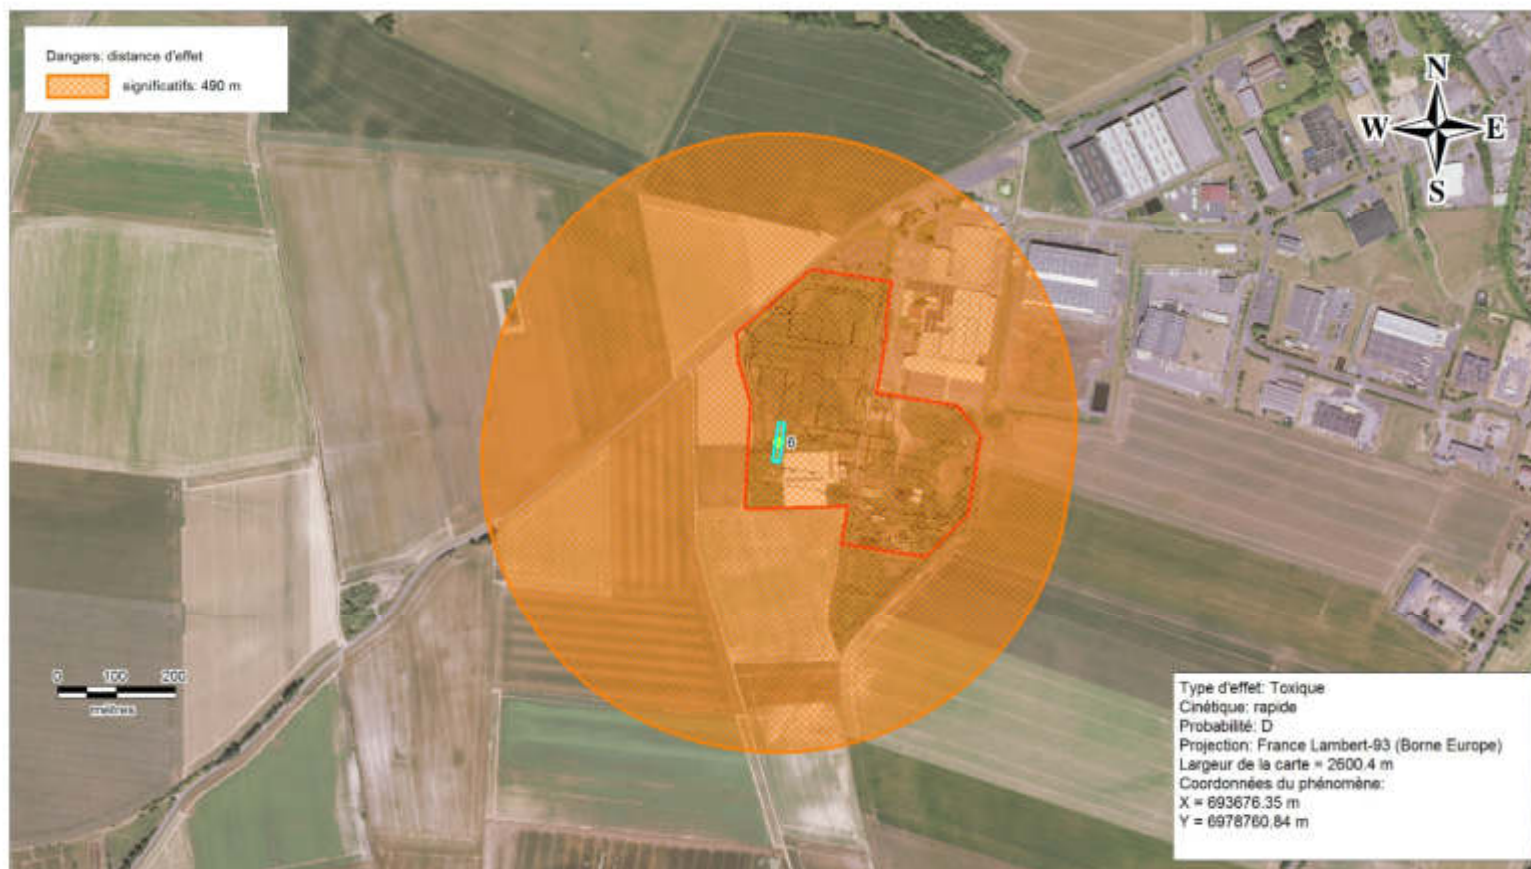 Dangers: distance d'effet
significatifs: 490 m
N
W E
S
6
0 100 200
mètres
Type d'effet: Toxique
Cinétique: rapide
Probabilité: D
Projection: France Lambert-93 (Borne Europe)
Largeur de la carte = 2600.4 m
Coordonnées du phénomène:
X = 693676.35 m
Y = 6978760.84 m